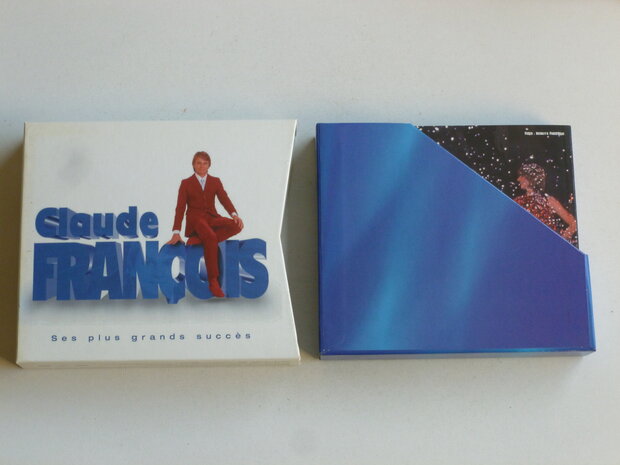 Claude
FRANÇOIS
Ses plus grands succès